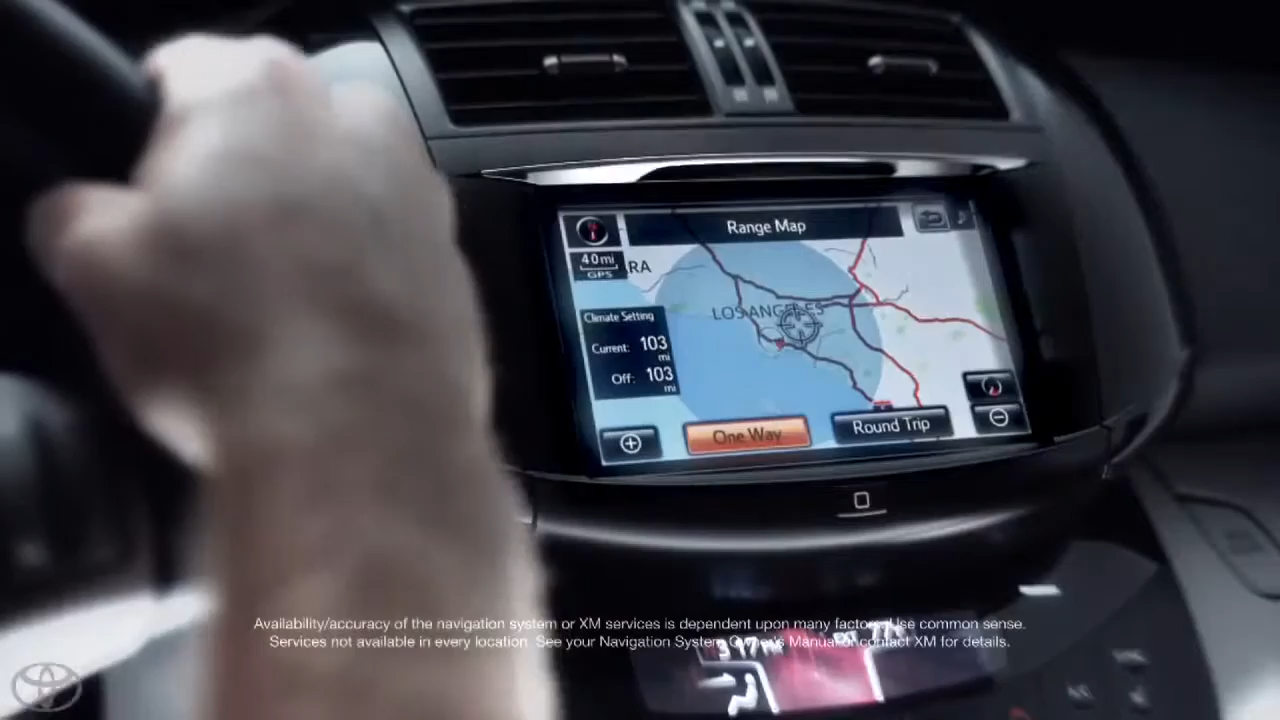 Range Map
40mi
GPS
RA
LOS ANGELES
Climate Setting
Current: 103
mi
Off: 103
mi
One Way
Round Trip
Availability/accuracy of the navigation system or XM services is dependent upon many factors. Use common sense.
Services not available in every location. See your Navigation System Owner's Manual or contact XM for details.